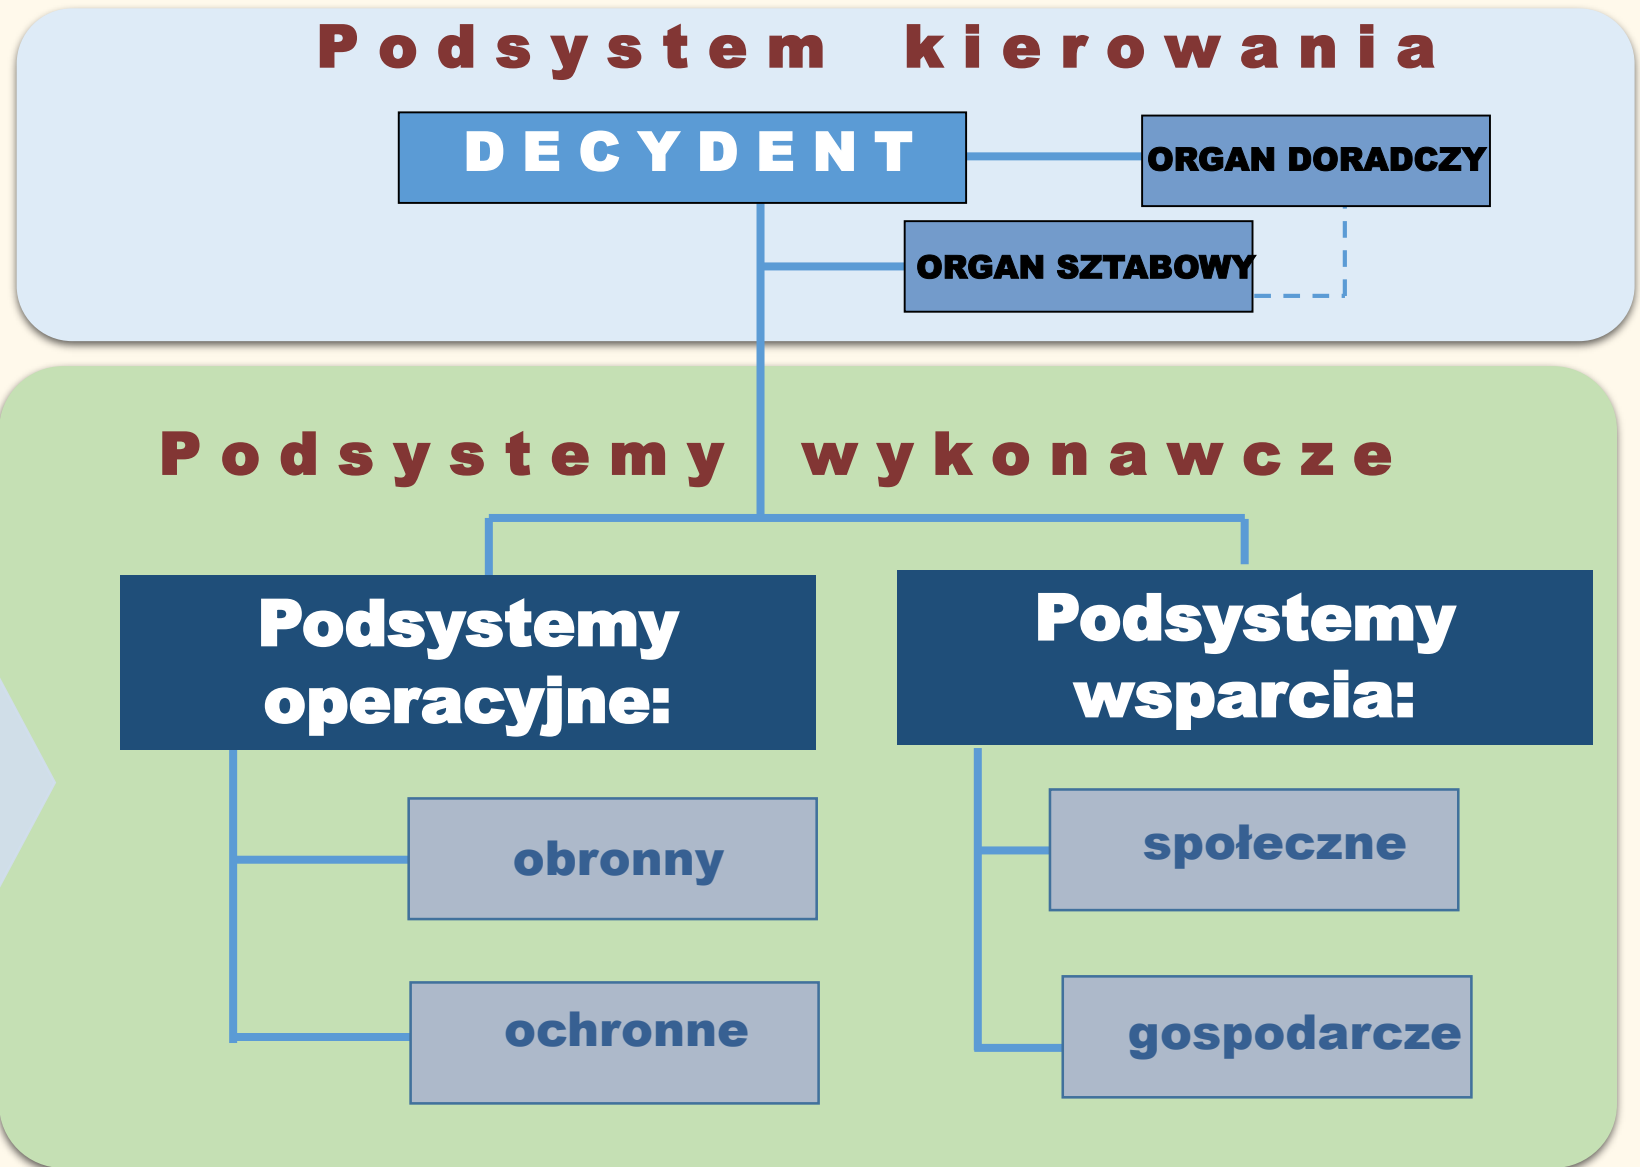 Podsystem kierowania
DECYDENT
ORGAN DORADCZY
ORGAN SZTABOWY
Podsystemy wykonawcze
Podsystemy
operacyjne:
Podsystemy
wsparcia:
obronny
społeczne
ochronne
gospodarcze